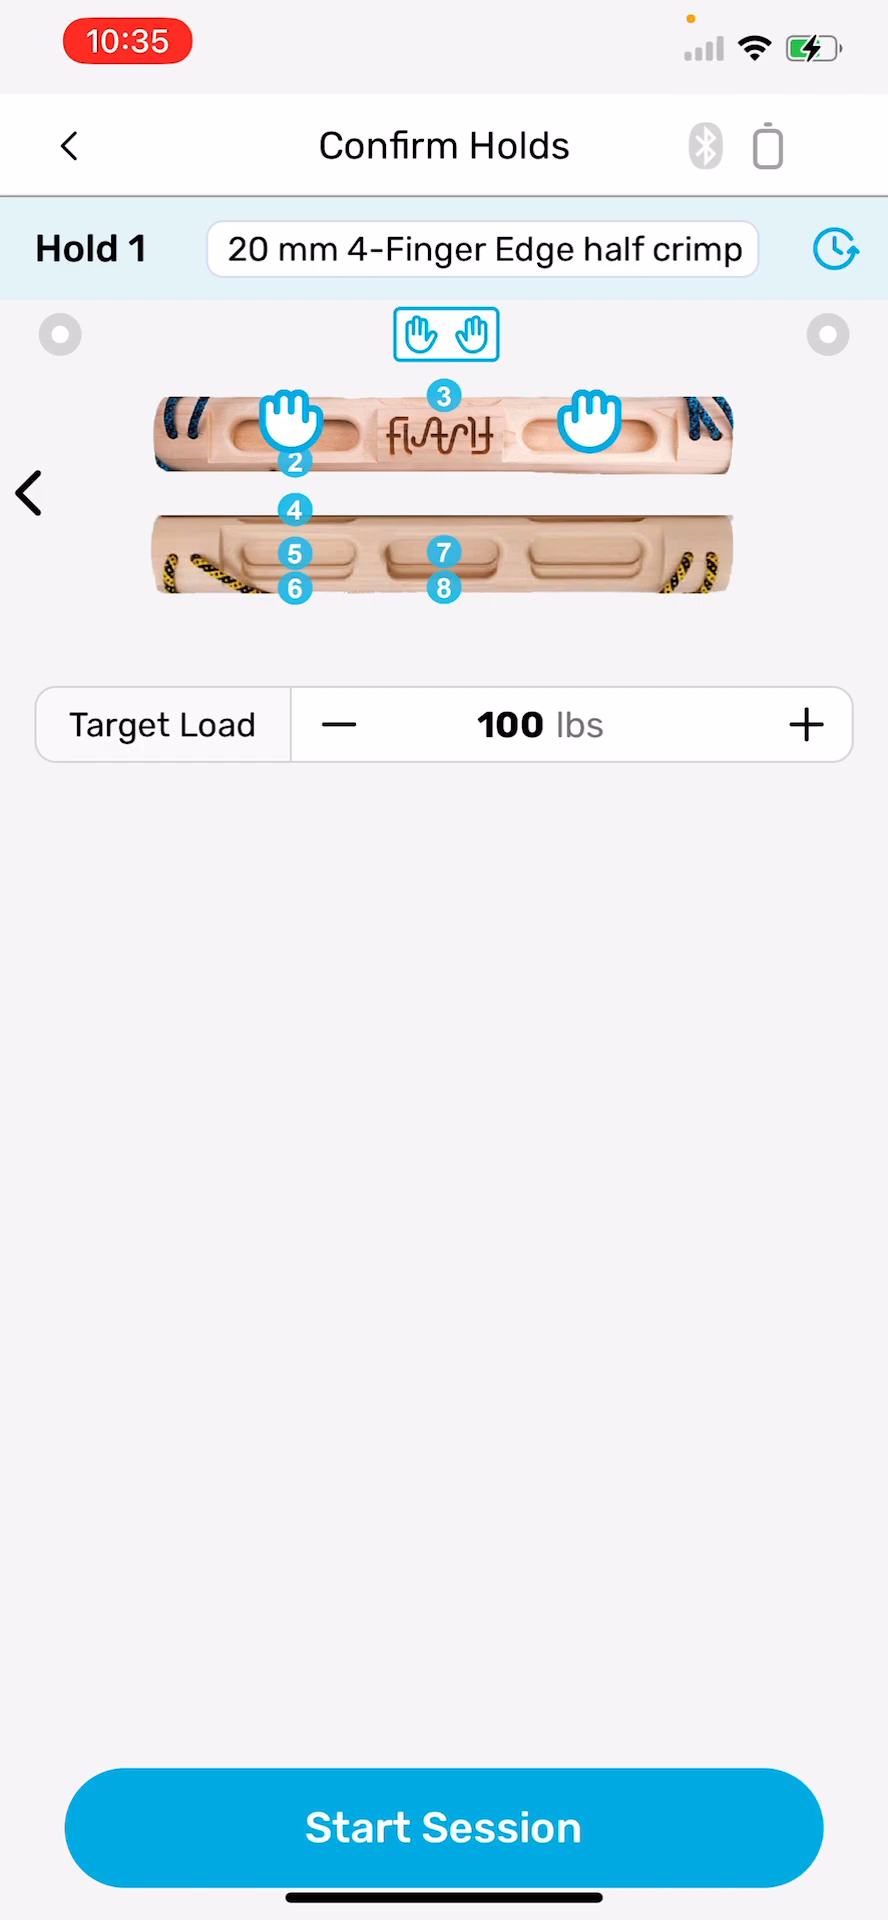 10:35
Confirm Holds
Hold 1
20 mm 4-Finger Edge half crimp
3
2
4
5
7
6
8
Target Load
100 lbs
Start Session